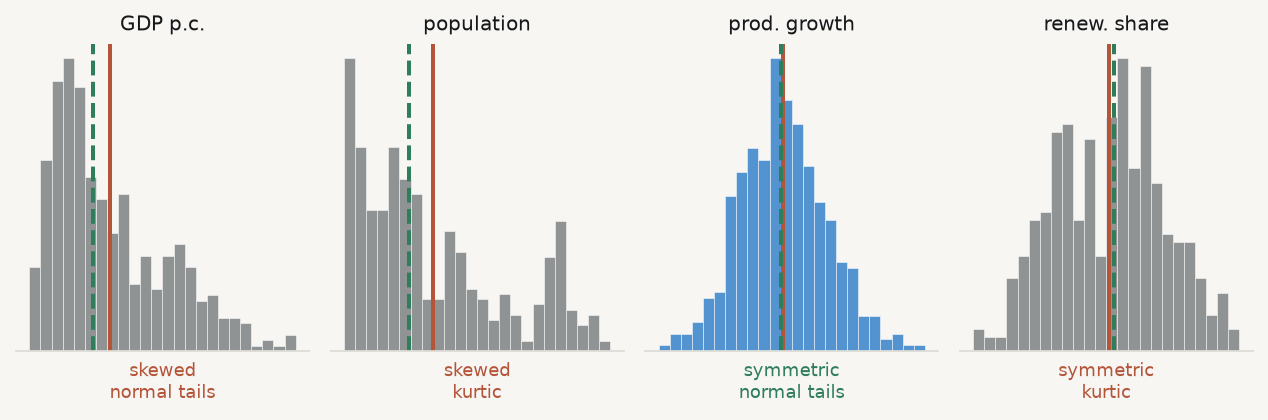 GDP p.c.
population
prod. growth
renew. share
skewed
normal tails
skewed
kurtic
symmetric
normal tails
symmetric
kurtic